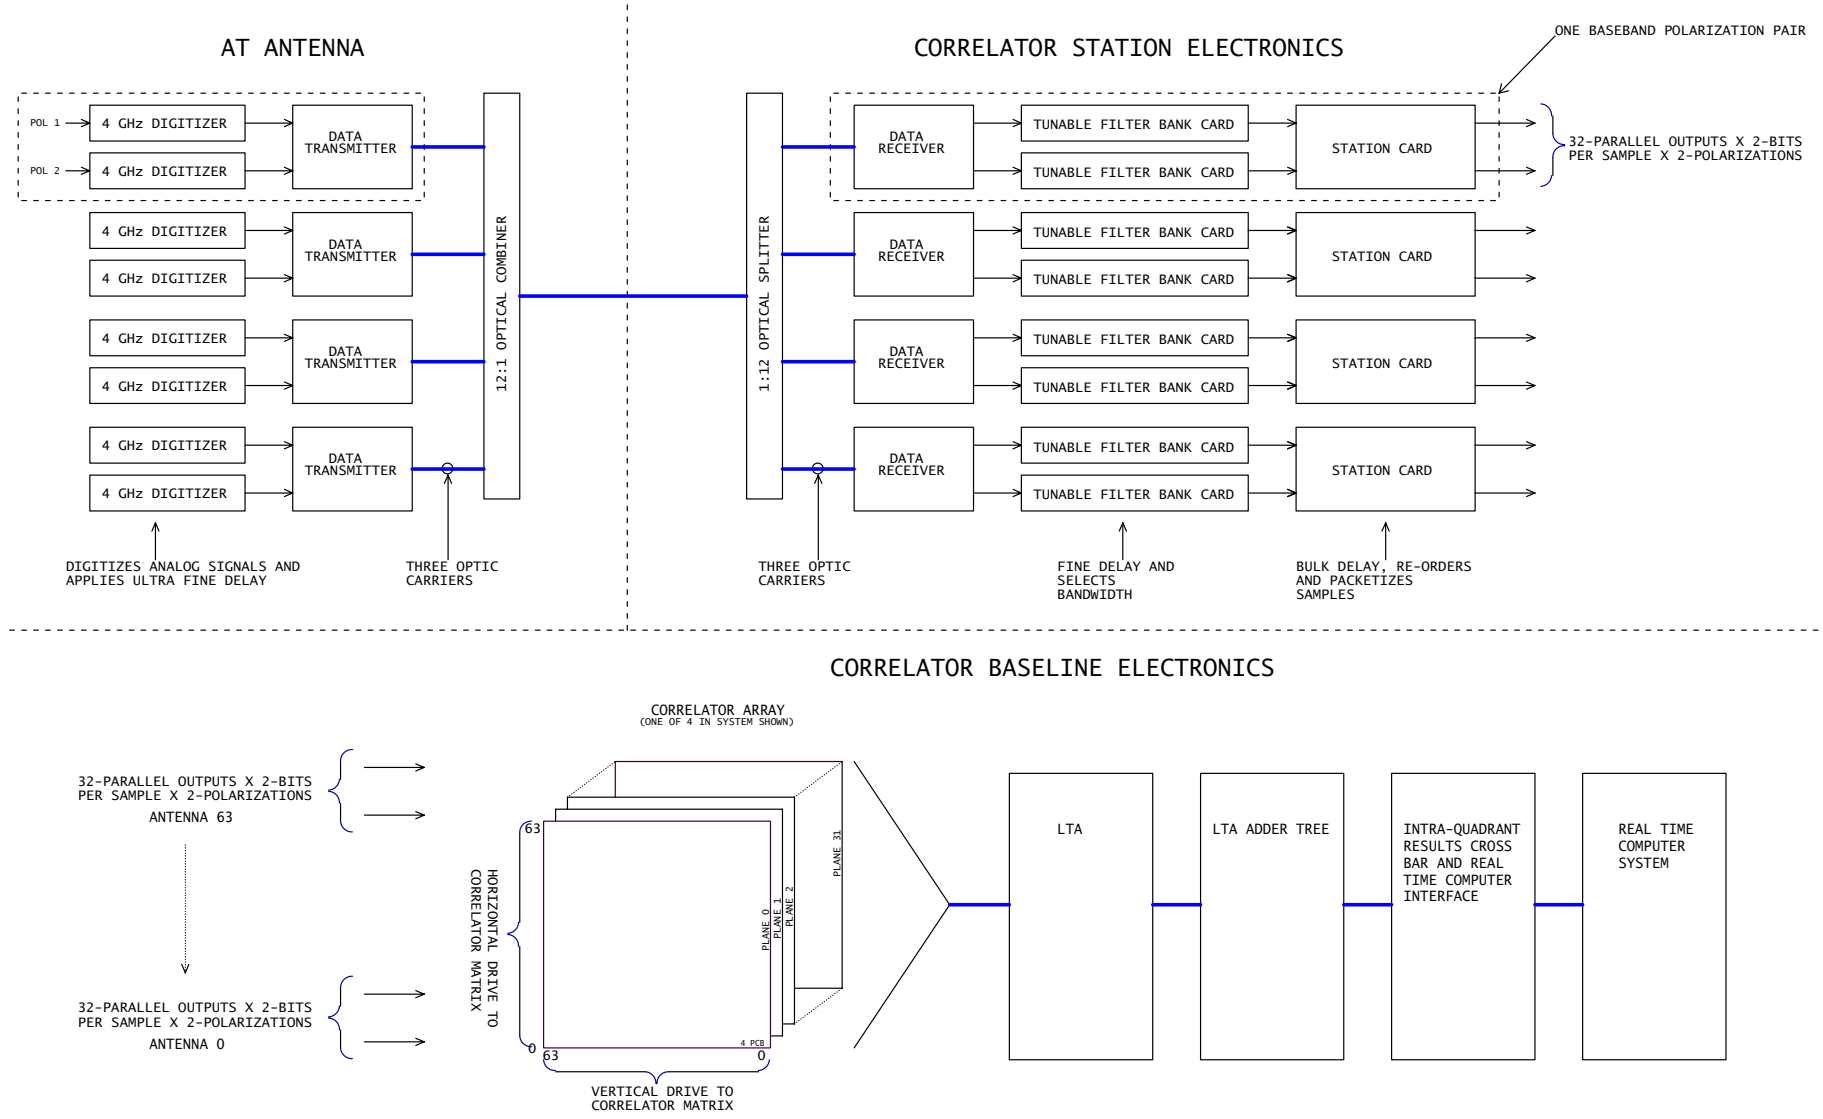 AT ANTENNA
CORRELATOR STATION ELECTRONICS
ONE BASEBAND POLARIZATION PAIR
POL 1
4 GHz DIGITIZER
POL 2
4 GHz DIGITIZER
DATA
TRANSMITTER
4 GHz DIGITIZER
4 GHz DIGITIZER
DATA
TRANSMITTER
4 GHz DIGITIZER
4 GHz DIGITIZER
DATA
TRANSMITTER
4 GHz DIGITIZER
4 GHz DIGITIZER
DATA
TRANSMITTER
12:1 OPTICAL COMBINER
1:12 OPTICAL SPLITTER
DATA
RECEIVER
TUNABLE FILTER BANK CARD
TUNABLE FILTER BANK CARD
STATION CARD
32-PARALLEL OUTPUTS X 2-BITS
PER SAMPLE X 2-POLARIZATIONS
DATA
RECEIVER
TUNABLE FILTER BANK CARD
TUNABLE FILTER BANK CARD
STATION CARD
DATA
RECEIVER
TUNABLE FILTER BANK CARD
TUNABLE FILTER BANK CARD
STATION CARD
DATA
RECEIVER
TUNABLE FILTER BANK CARD
TUNABLE FILTER BANK CARD
STATION CARD
DIGITIZES ANALOG SIGNALS AND
APPLIES ULTRA FINE DELAY
THREE OPTIC
CARRIERS
THREE OPTIC
CARRIERS
FINE DELAY AND
SELECTS
BANDWIDTH
BULK DELAY, RE-ORDERS
AND PACKETIZES
SAMPLES
CORRELATOR BASELINE ELECTRONICS
CORRELATOR ARRAY
(ONE OF 4 IN SYSTEM SHOWN)
32-PARALLEL OUTPUTS X 2-BITS
PER SAMPLE X 2-POLARIZATIONS
ANTENNA 63
32-PARALLEL OUTPUTS X 2-BITS
PER SAMPLE X 2-POLARIZATIONS
ANTENNA 0
HORIZONTAL DRIVE TO
CORRELATOR MATRIX
63
0
63
0
4 PCB
PLANE 0
PLANE 1
PLANE 2
PLANE 31
VERTICAL DRIVE TO
CORRELATOR MATRIX
LTA
LTA ADDER TREE
INTRA-QUADRANT
RESULTS CROSS
BAR AND REAL
TIME COMPUTER
INTERFACE
REAL TIME
COMPUTER
SYSTEM